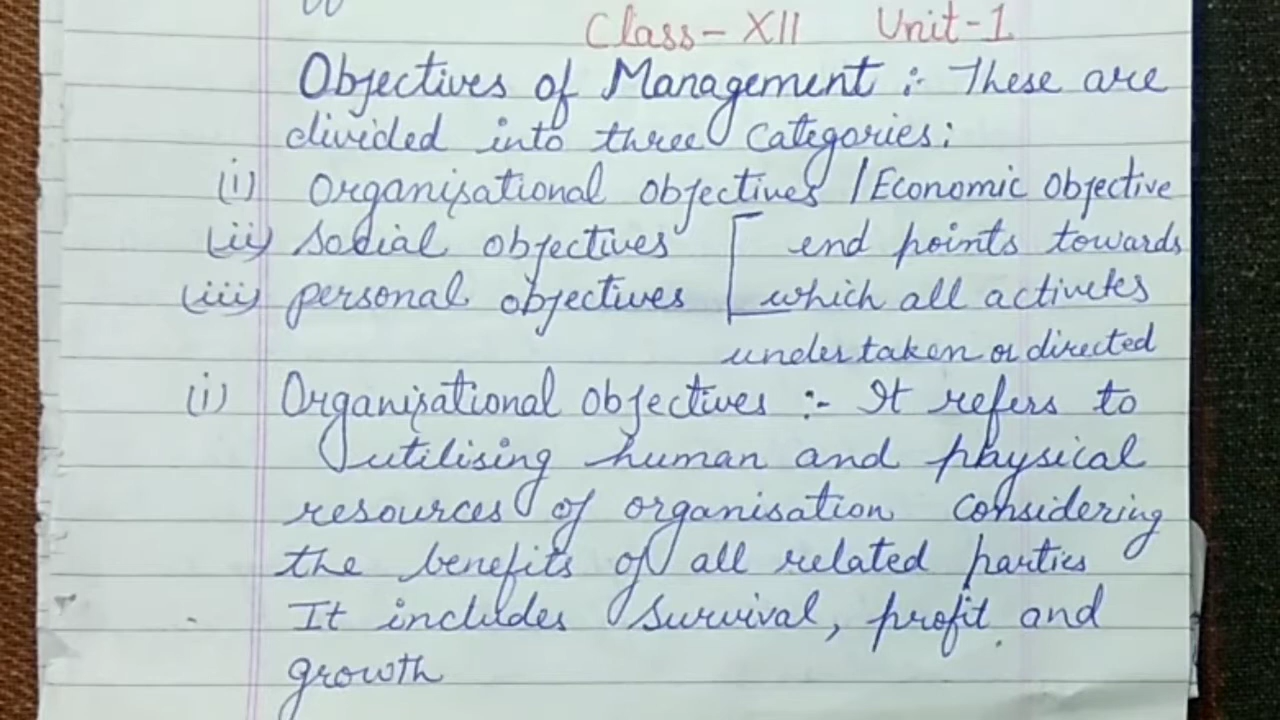 Class-XII Unit-1
Objectives of Management :- These are
divided into three categories:
(i) Organisational objectives / Economic Objective
(ii) Social objectives [ end points towards
(iii) personal objectives which all activites
undertaken or directed
(i) Organisational objectives :- It refers to
utilising human and physical
resources of organisation considering
the benefits of all related parties
It includes survival, profit and
growth